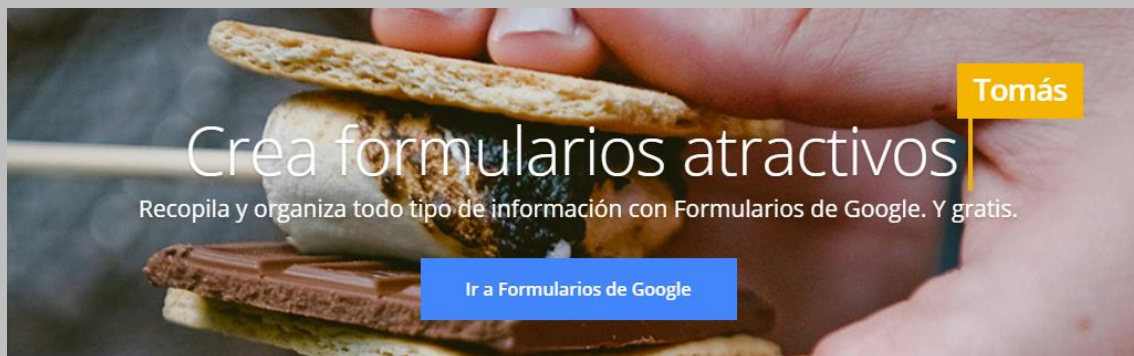 Tomás
Crea formularios atractivos
Recopila y organiza todo tipo de información con Formularios de Google. Y gratis.
Ir a Formularios de Google